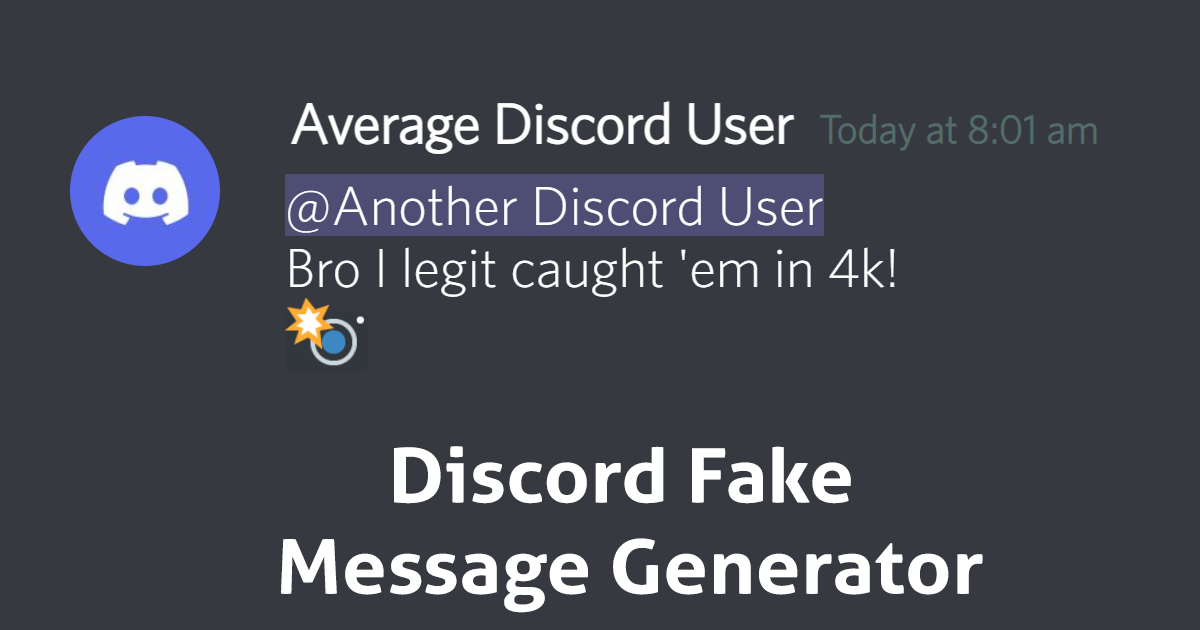 Average Discord User Today at 8:01 am
@Another Discord User
Bro I legit caught 'em in 4k!
Discord Fake
Message Generator